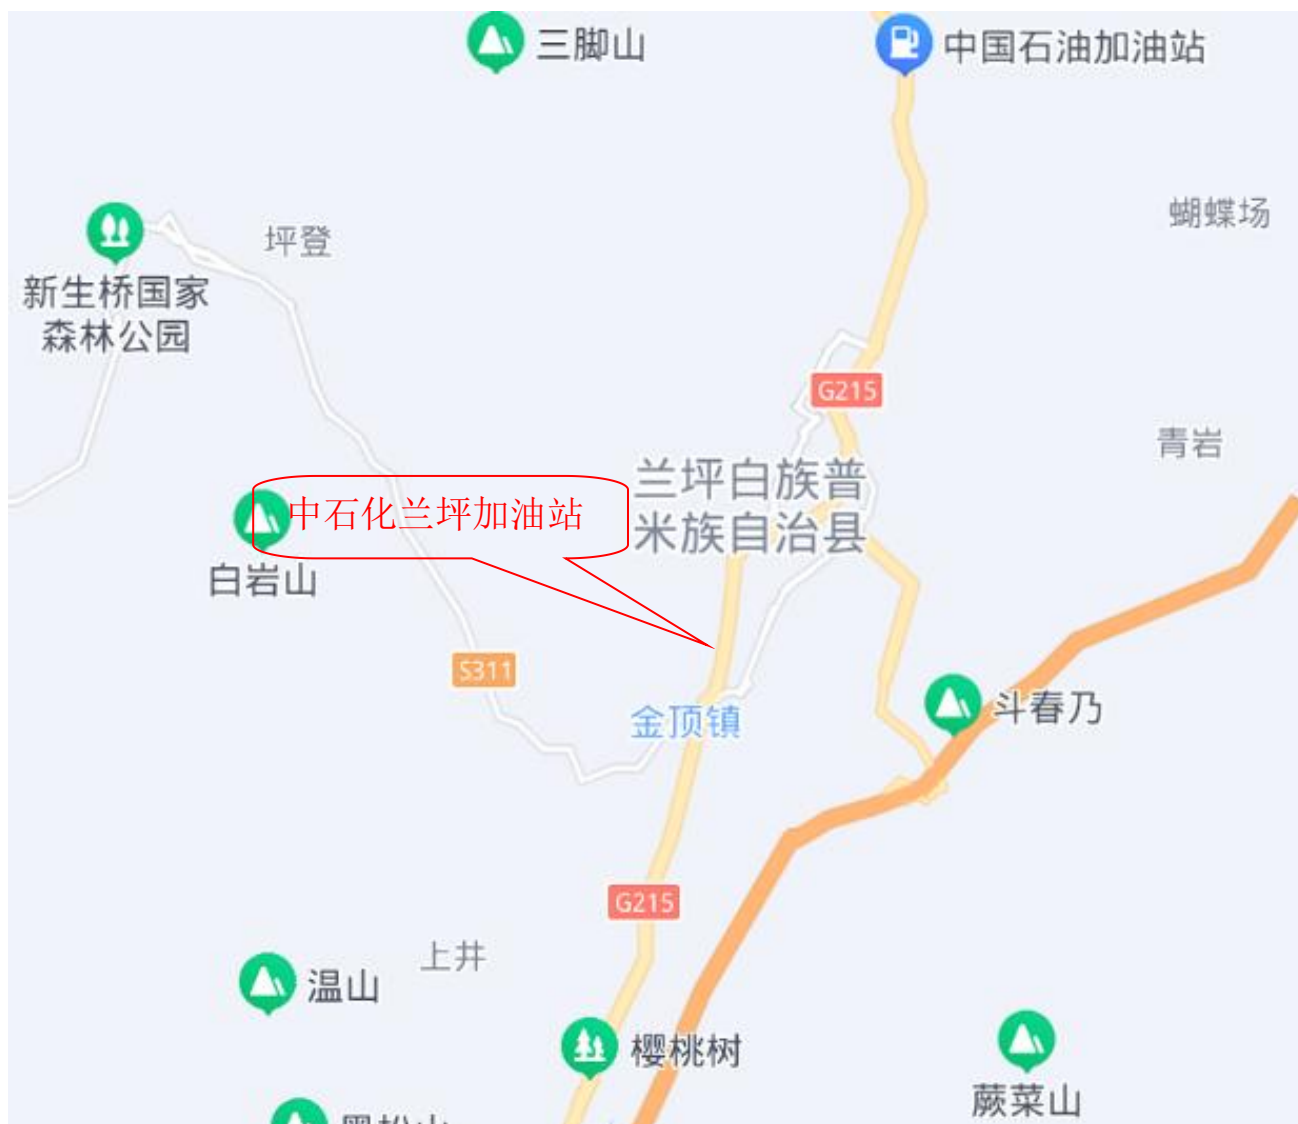 三脚山
中国石油加油站
蝴蝶场
坪登
新生桥国家
森林公园
G215
青岩
兰坪白族普
米族自治县
中石化兰坪加油站
白岩山
S311
金顶镇
斗春乃
G215
上井
温山
樱桃树
蕨菜山
黑松山